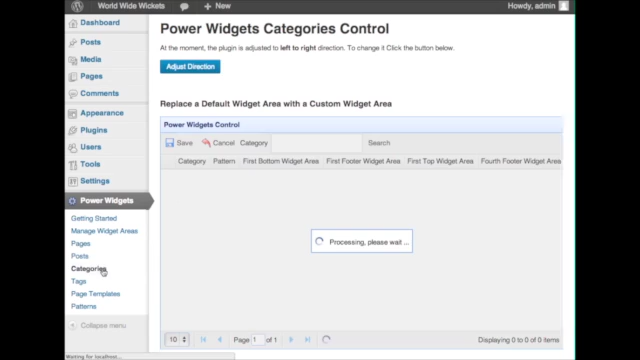 World Wide Wickets + New Howdy, admin
Dashboard
Posts
Media
Pages
Comments
Appearance
Plugins
Users
Tools
Settings
Power Widgets
Getting Started
Manage Widget Areas
Pages
Posts
Categories
Tags
Page Templates
Patterns
Collapse menu
Power Widgets Categories Control
At the moment, the plugin is adjusted to left to right direction. To change it Click the button below.
Adjust Direction
Replace a Default Widget Area with a Custom Widget Area
Power Widgets Control
Save Cancel Category Search
Category Pattern First Bottom Widget Area First Footer Widget Area First Top Widget Area Fourth Footer Widget Area
Processing, please wait ...
10 Page 1 of 1 Displaying 0 to 0 of 0 items
Waiting for localhost...